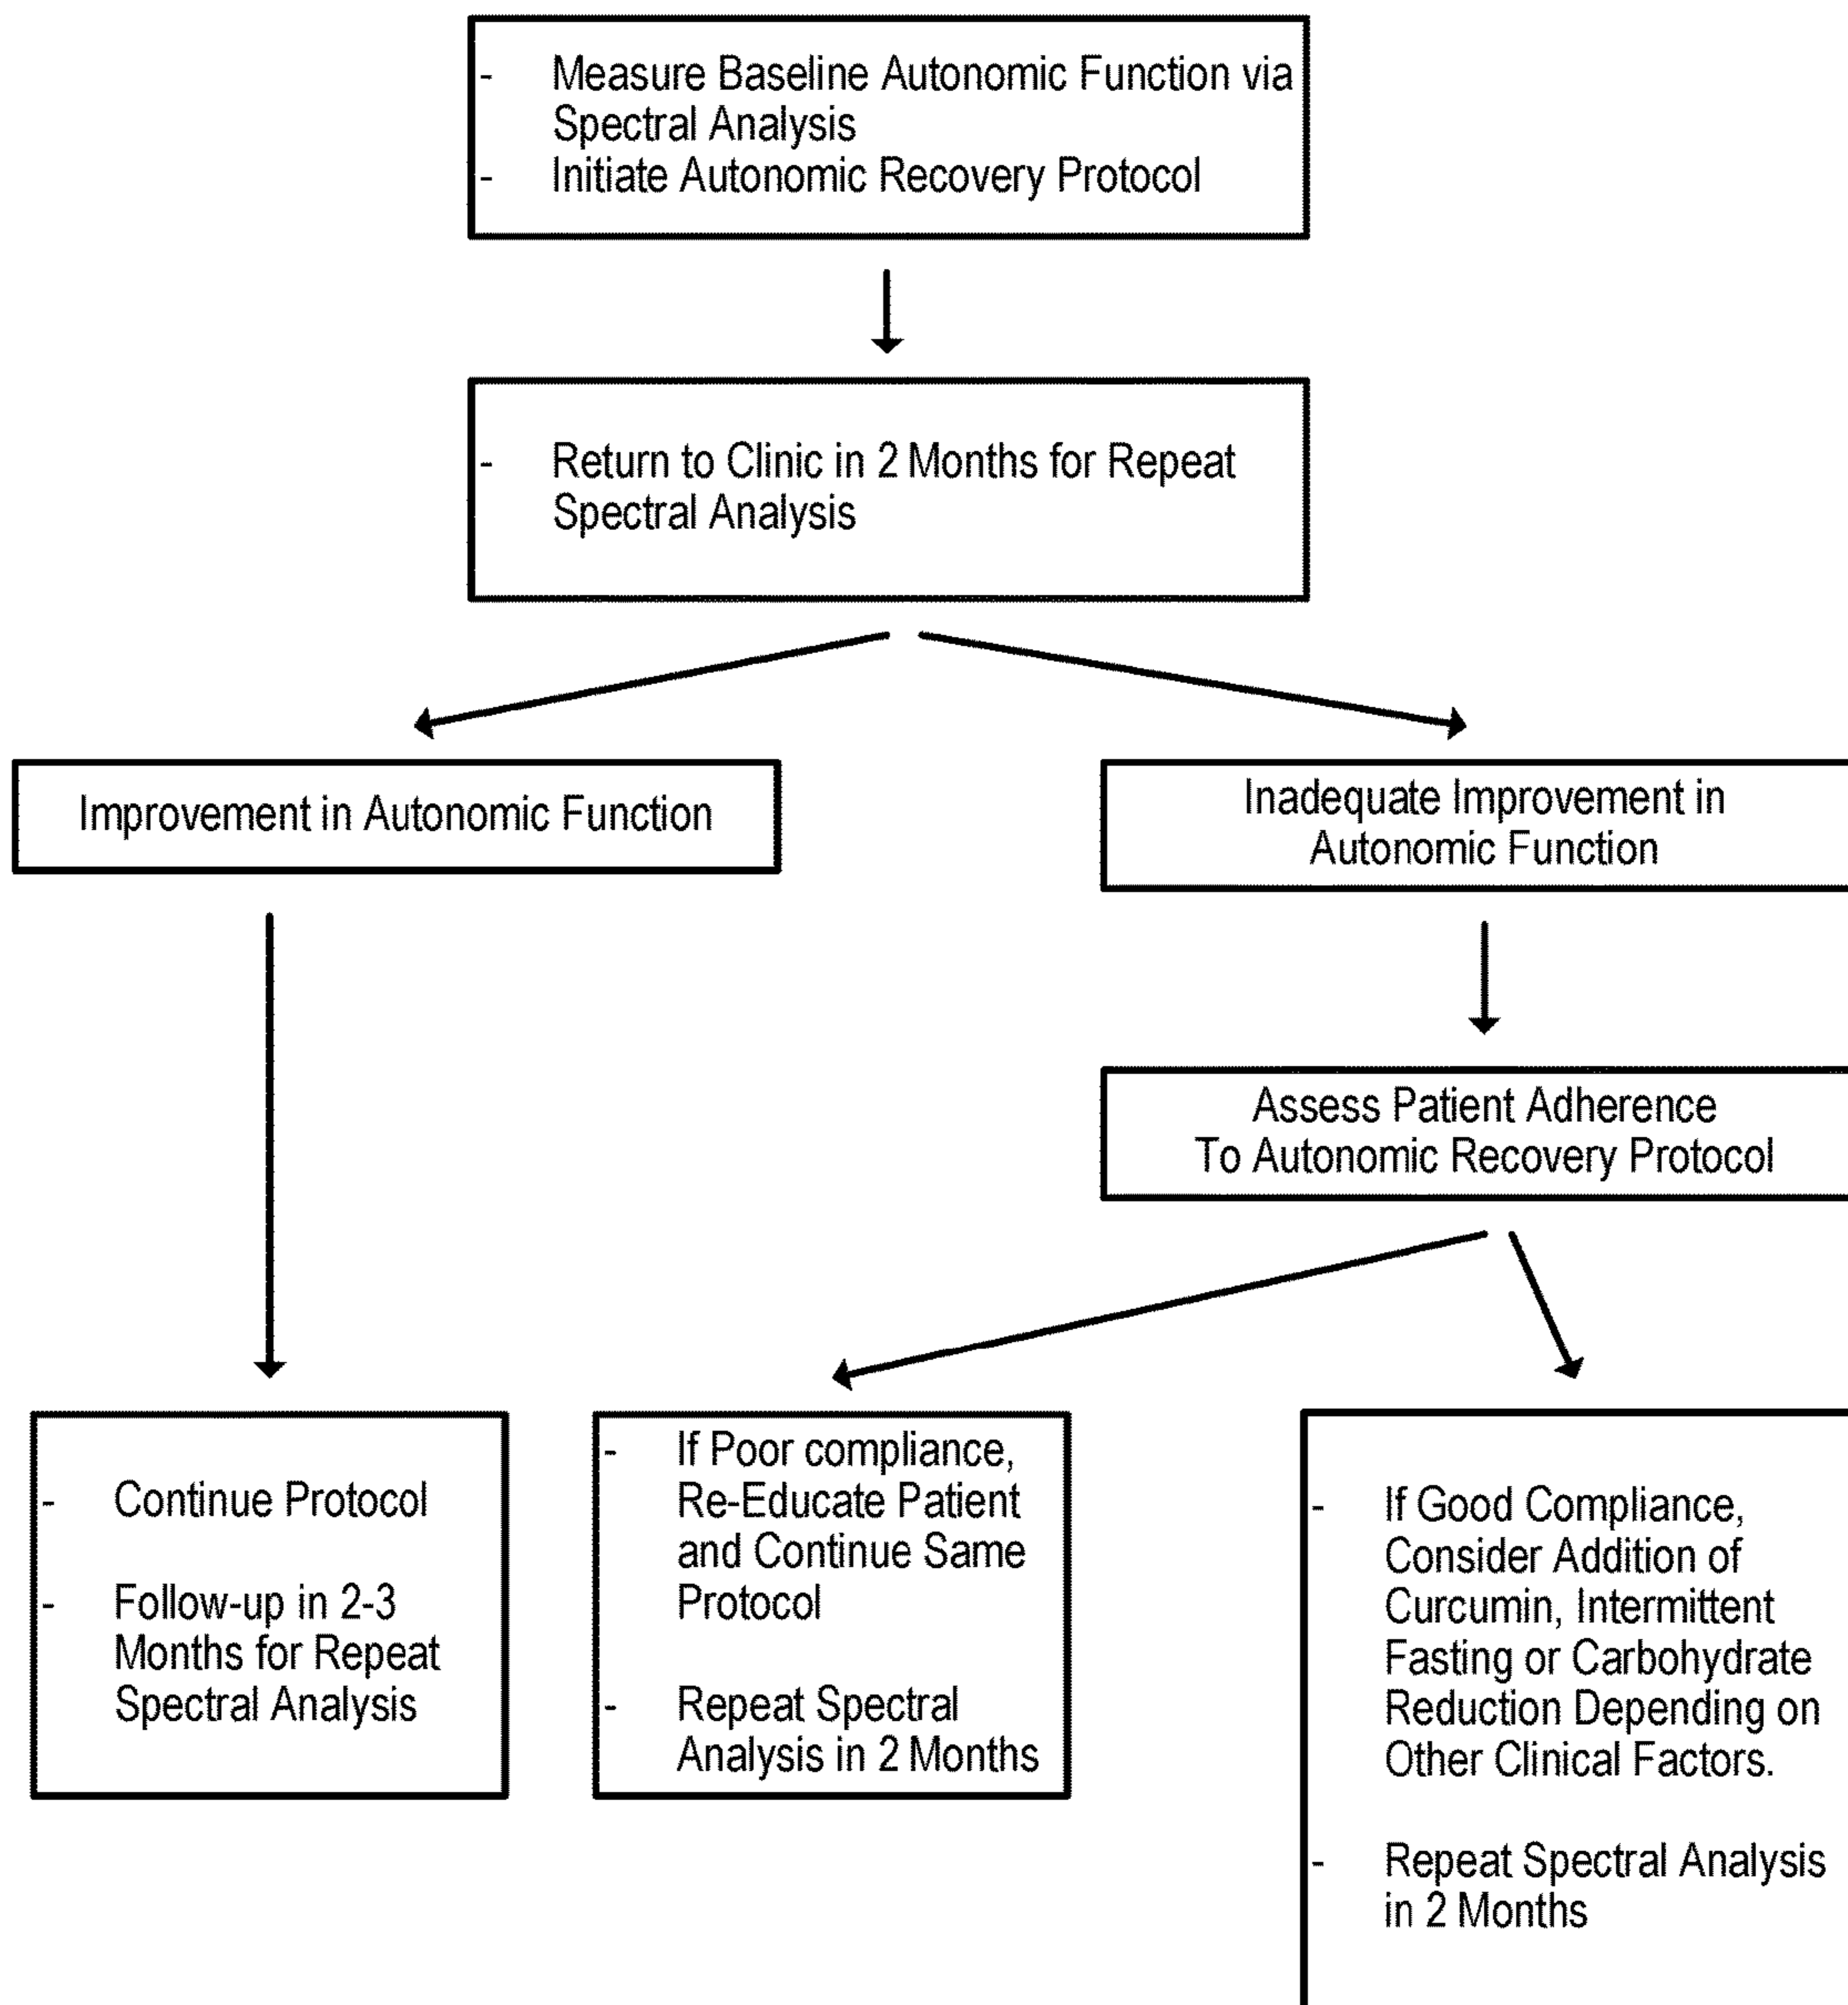 - Measure Baseline Autonomic Function via
Spectral Analysis
- Initiate Autonomic Recovery Protocol
- Return to Clinic in 2 Months for Repeat
Spectral Analysis
Improvement in Autonomic Function
Inadequate Improvement in
Autonomic Function
Assess Patient Adherence
To Autonomic Recovery Protocol
- Continue Protocol
- Follow-up in 2-3
Months for Repeat
Spectral Analysis
- If Poor compliance,
Re-Educate Patient
and Continue Same
Protocol
- Repeat Spectral
Analysis in 2 Months
- If Good Compliance,
Consider Addition of
Curcumin, Intermittent
Fasting or Carbohydrate
Reduction Depending on
Other Clinical Factors.
- Repeat Spectral Analysis
in 2 Months